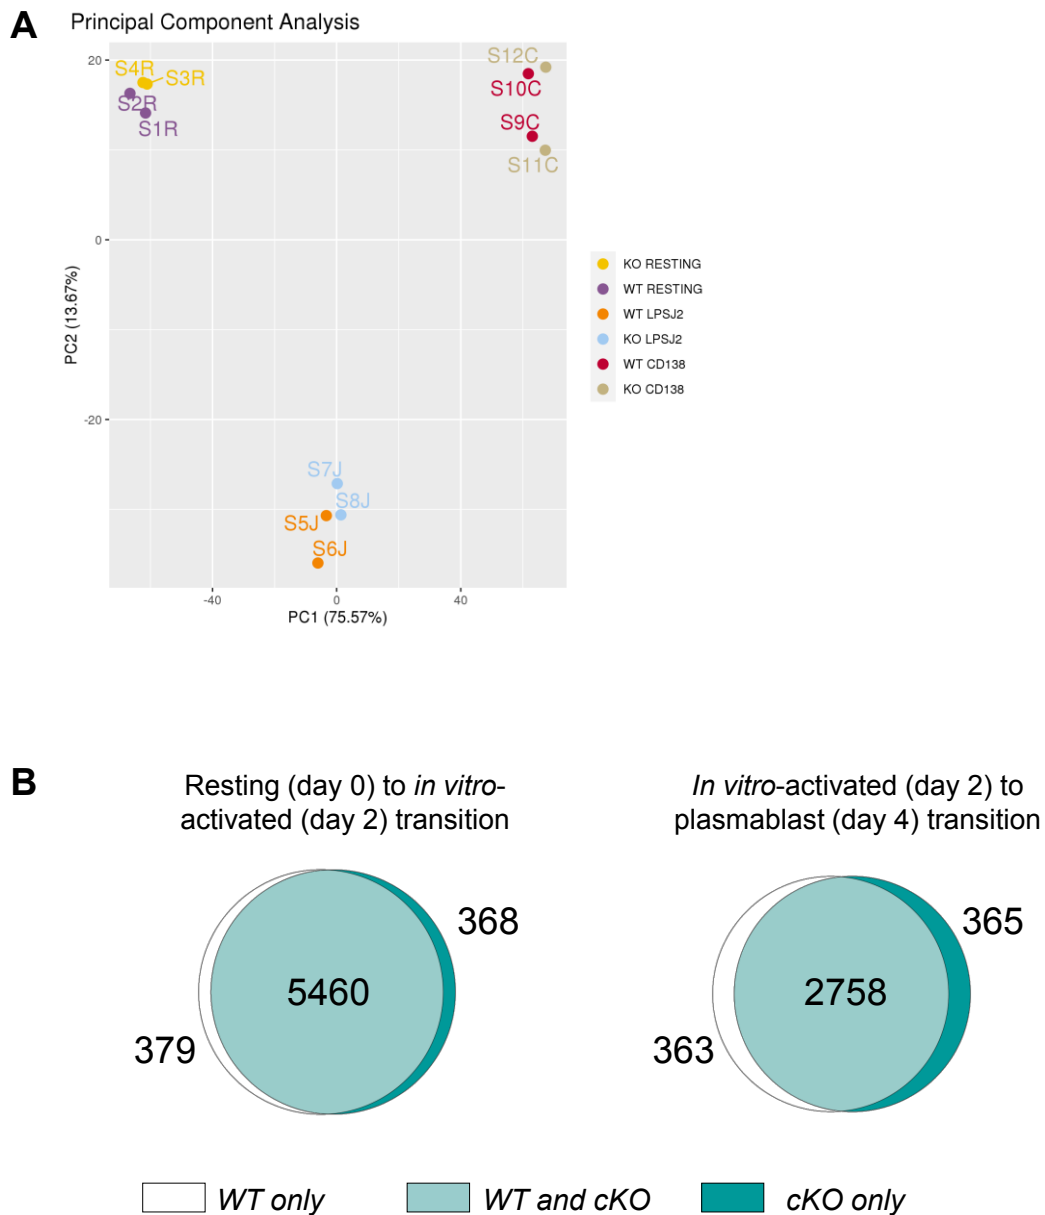 A
Principal Component Analysis
20
0
-20
PC2 (13.67%)
S4R
S3R
S2R
S1R
S12C
S10C
S9C
S11C
S7J
S8J
S5J
S6J
-40
0
40
PC1 (75.57%)
KO RESTING
WT RESTING
WT LPSJ2
KO LPSJ2
WT CD138
KO CD138
B
Resting (day 0) to in vitro-
activated (day 2) transition
368
5460
379
In vitro-activated (day 2) to
plasmablast (day 4) transition
365
2758
363
WT only
WT and cKO
cKO only